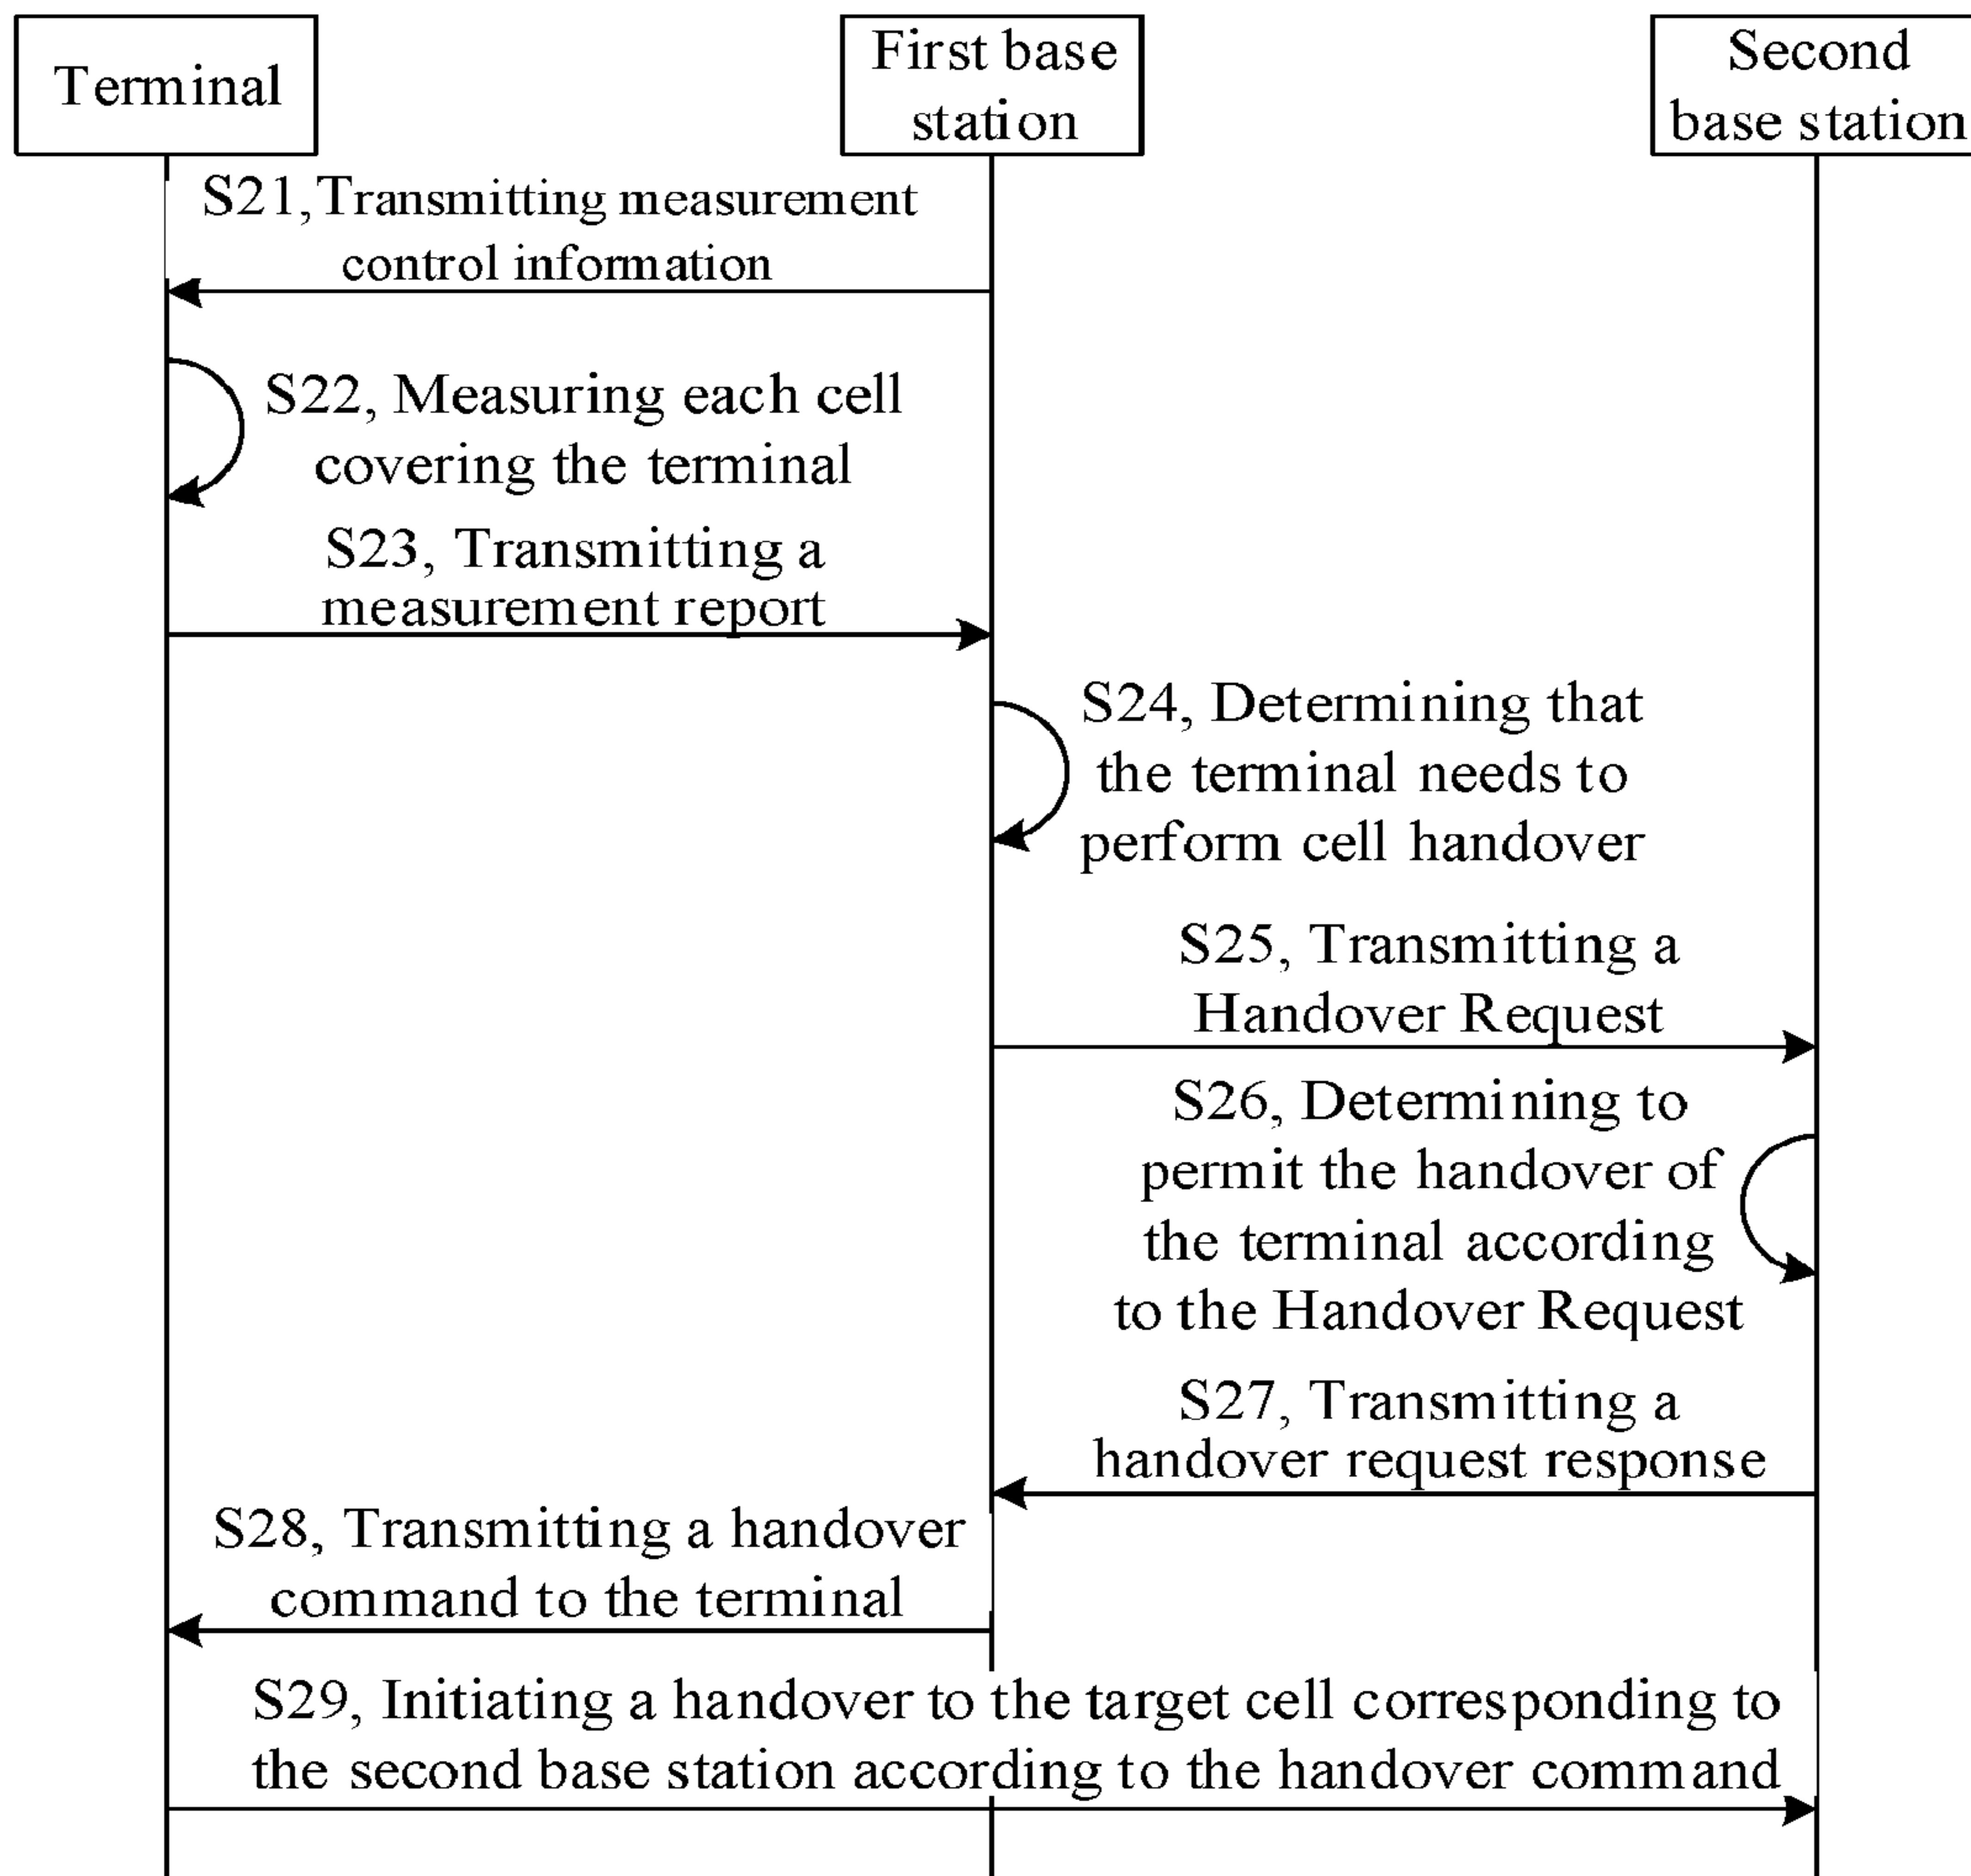 Terminal
First base
station
Second
base station
S21,Transmitting measurement
control information
S22, Measuring each cell
covering the terminal
S23, Transmitting a
measurement report
S24, Determining that
the terminal needs to
perform cell handover
S25, Transmitting a
Handover Request
S26, Determining to
permit the handover of
the terminal according
to the Handover Request
S27, Transmitting a
handover request response
S28, Transmitting a handover
command to the terminal
S29, Initiating a handover to the target cell corresponding to
the second base station according to the handover command